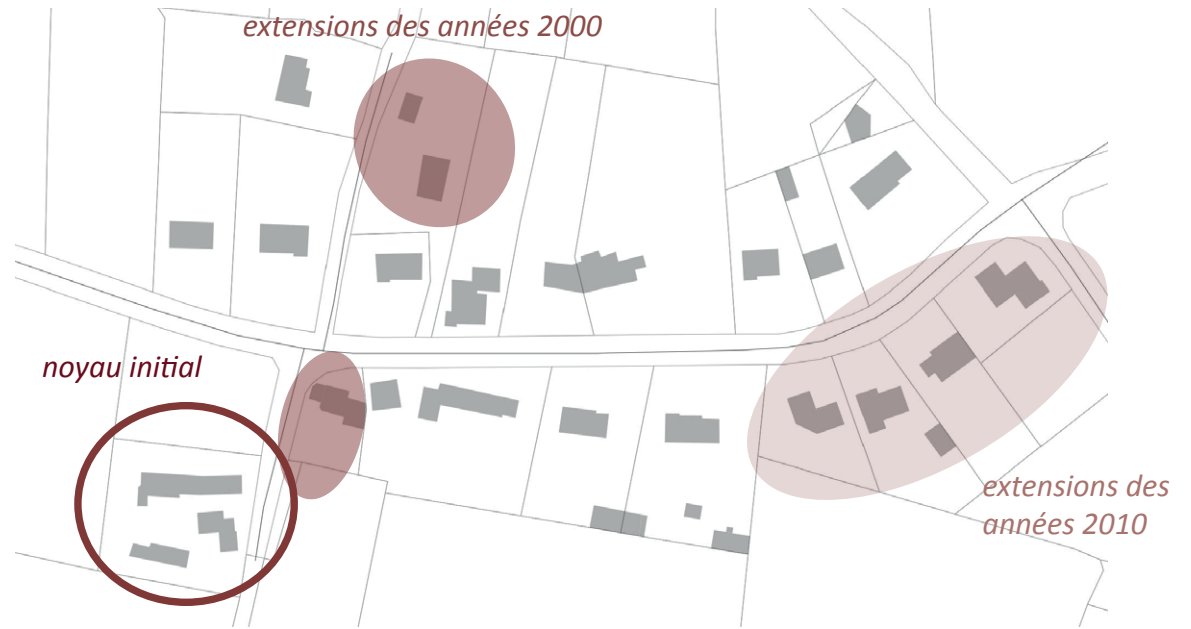 extensions des années 2000
noyau initial
extensions des
années 2010